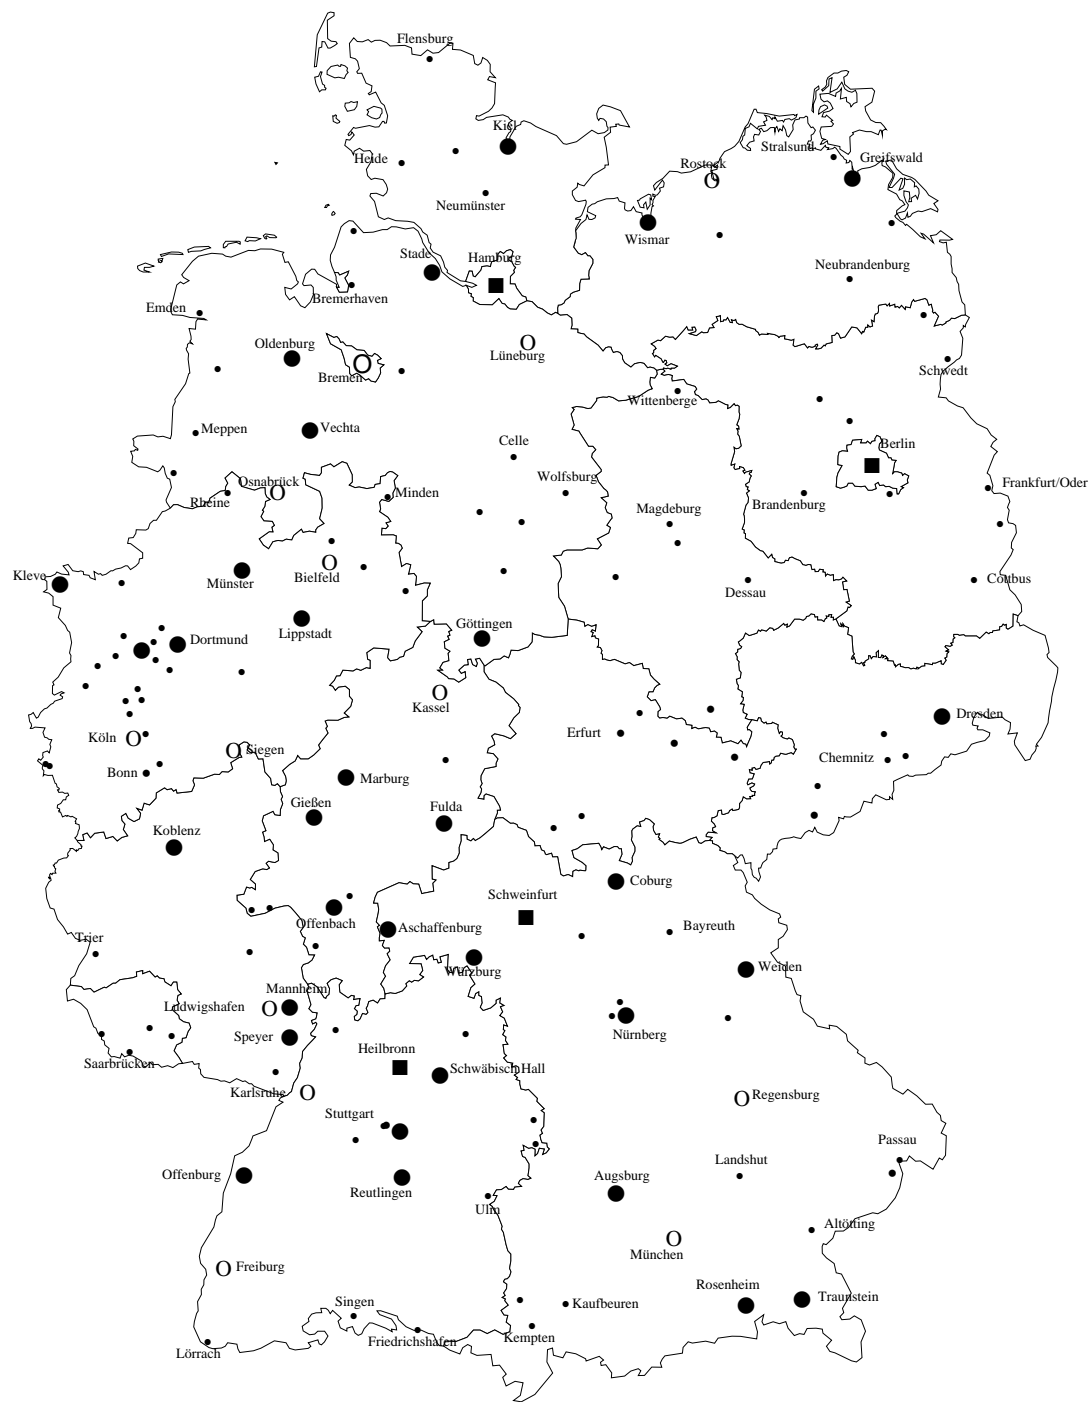 Flensburg
Kiel
Heide
Stralsund
Greifswald
Rostock
Neumünster
Wismar
Stade
Hamburg
Neubrandenburg
Bremerhaven
Emden
Oldenburg
Lüneburg
Bremen
Schwedt
Wittenberge
Meppen
Vechta
Celle
Berlin
Wolfsburg
Osnabrück
Minden
Rheine
Frankfurt/Oder
Brandenburg
Magdeburg
Kleve
Münster
Bielfeld
Dessau
Cottbus
Göttingen
Lippstadt
Dortmund
Kassel
Dresden
Köln
Siegen
Erfurt
Chemnitz
Bonn
Marburg
Gießen
Fulda
Koblenz
Coburg
Schweinfurt
Offenbach
Aschaffenburg
Bayreuth
Trier
Würzburg
Weiden
Mannheim
Ludwigshafen
Speyer
Nürnberg
Saarbrücken
Heilbronn
Schwäbisch Hall
Karlsruhe
Regensburg
Stuttgart
Passau
Landshut
Offenburg
Augsburg
Reutlingen
Ulm
Altötting
München
Freiburg
Rosenheim
Traunstein
Singen
Kaufbeuren
Friedrichshafen
Kempten
Lörrach